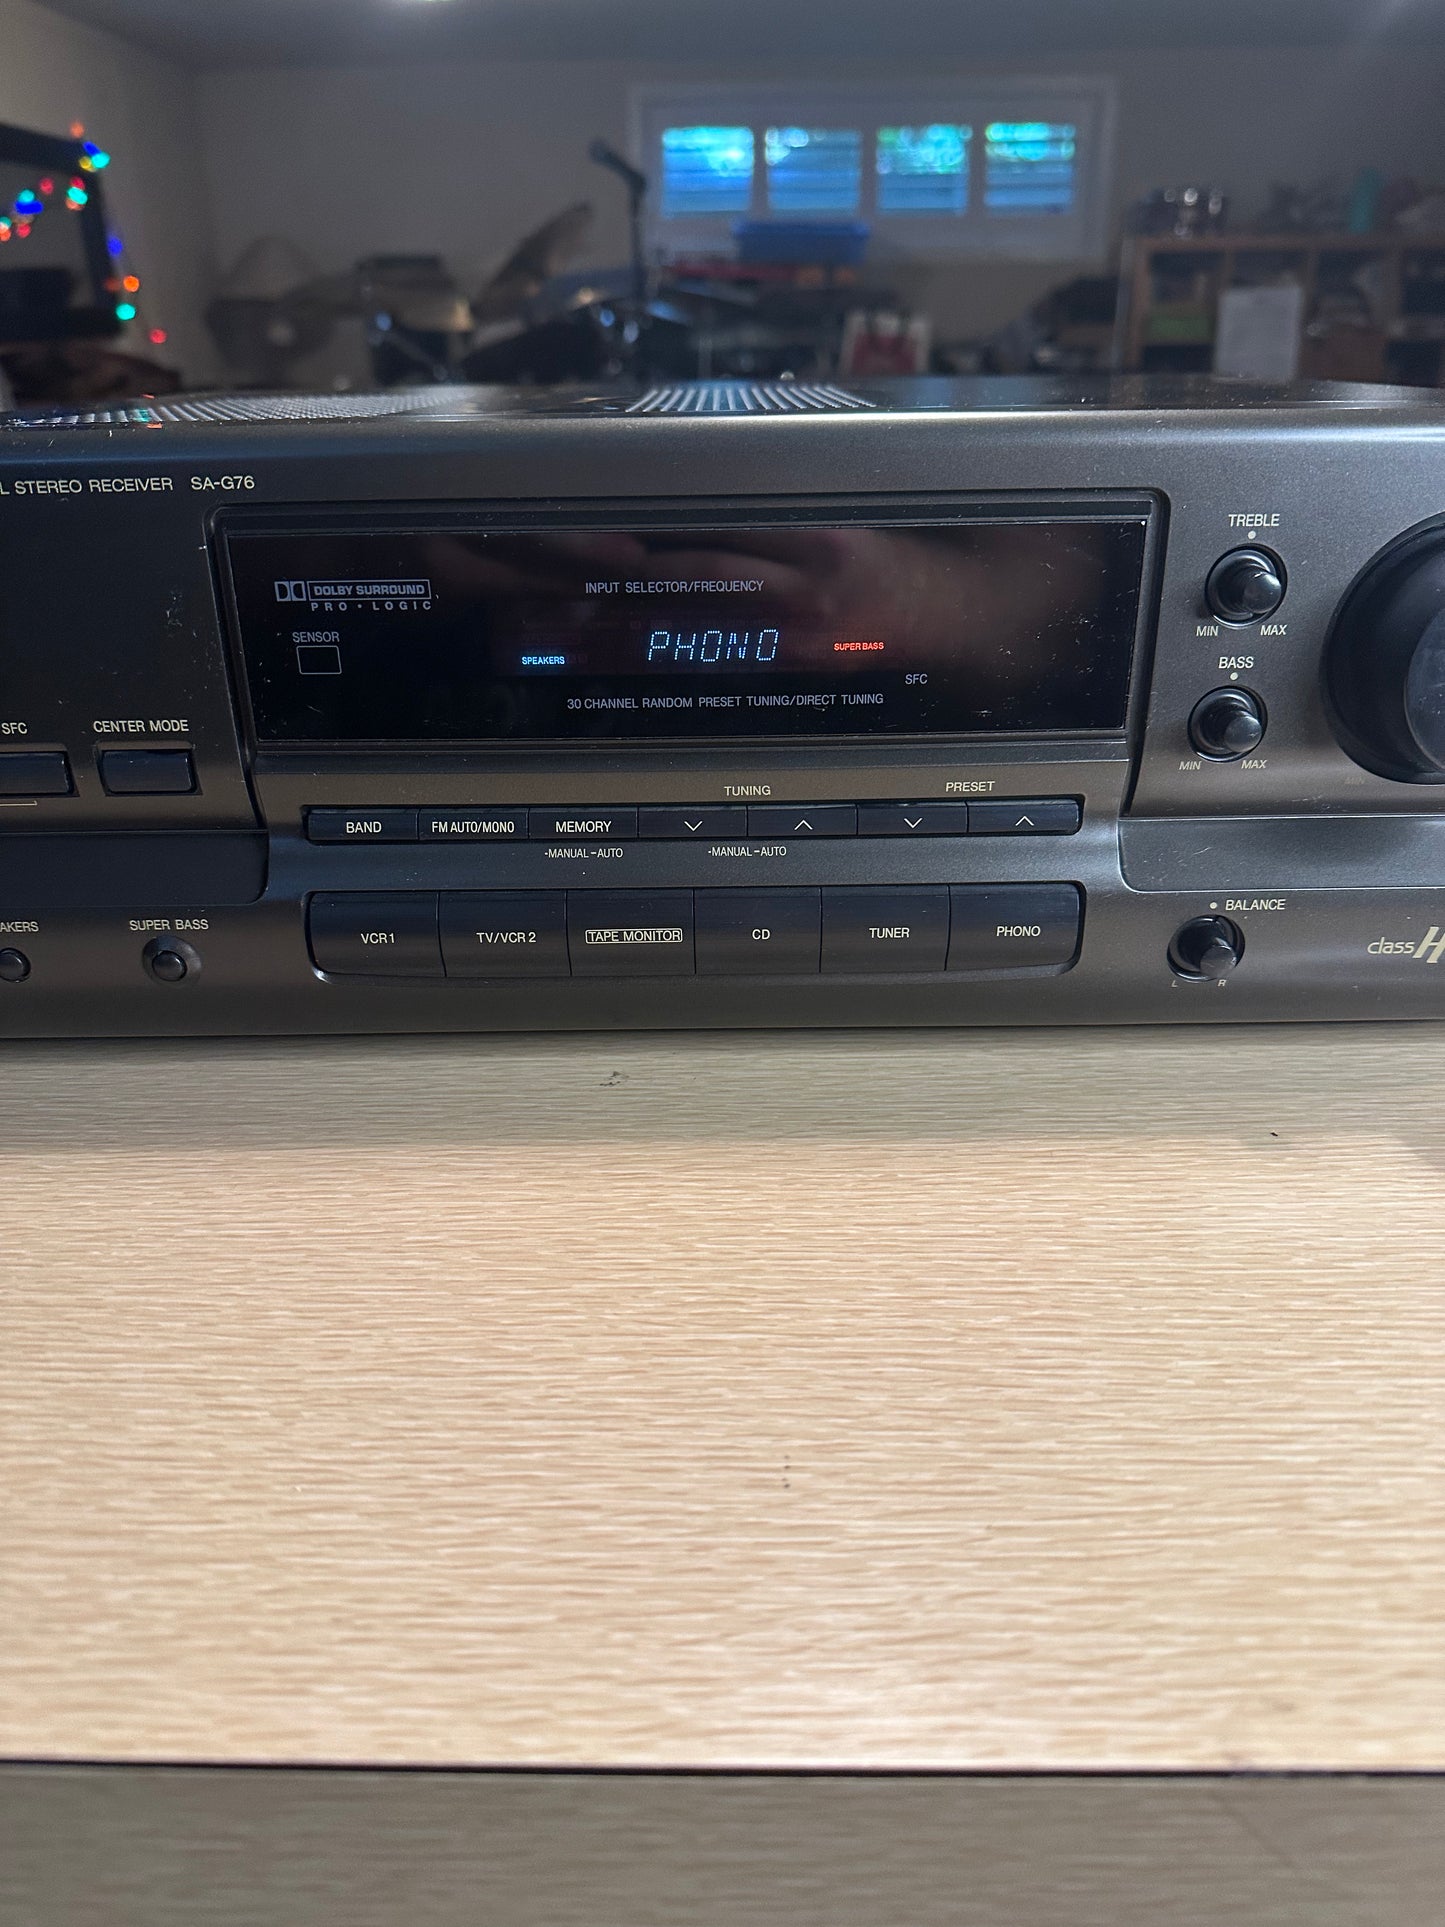 L STEREO RECEIVER SA-G76
TREBLE
MIN MAX
DOLBY SURROUND
PRO • LOGIC
INPUT SELECTOR/FREQUENCY
SENSOR
SPEAKERS
PHONO
SUPER BASS
SFC
30 CHANNEL RANDOM PRESET TUNING/DIRECT TUNING
BASS
MIN MAX
SFC
CENTER MODE
TUNING
PRESET
BAND
FM AUTO/MONO
MEMORY
-MANUAL –AUTO
-MANUAL –AUTO
AKERS
SUPER BASS
VCR 1
TV/VCR 2
TAPE MONITOR
CD
TUNER
PHONO
BALANCE
L R
class H